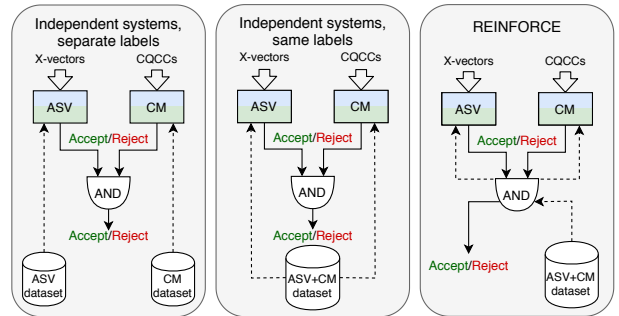 Independent systems,
separate labels
X-vectors CQCCs
ASV CM
Accept/Reject
AND
Accept/Reject
ASV
dataset
CM
dataset
Independent systems,
same labels
X-vectors CQCCs
ASV CM
Accept/Reject
AND
Accept/Reject
ASV+CM
dataset
REINFORCE
X-vectors CQCCs
ASV CM
Accept/Reject
AND
Accept/Reject
ASV+CM
dataset